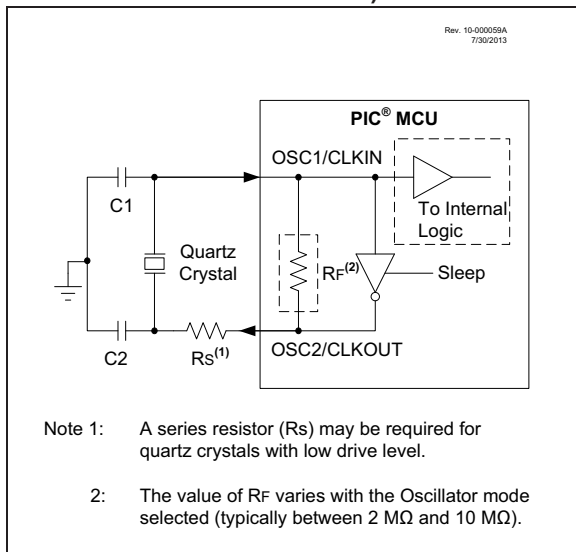 Rev. 10-000059A
7/30/2013
PIC® MCU
OSC1/CLKIN
C1
To Internal
Logic
Quartz
Crystal
RF(2)
Sleep
C2
RS(1)
OSC2/CLKOUT
Note 1: A series resistor (Rs) may be required for
quartz crystals with low drive level.
2: The value of RF varies with the Oscillator mode
selected (typically between 2 MΩ and 10 MΩ).